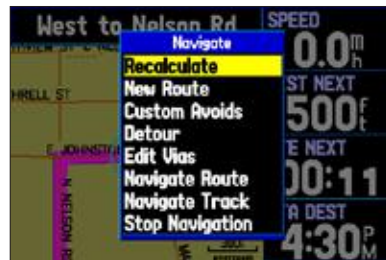 West to Nelson Rd
SPEED
0.0 m h
Navigate
Recalculate
New Route
Custom Avoids
Detour
Edit Vias
Navigate Route
Navigate Track
Stop Navigation
HRELL ST
E. JOHNST
N NELSON R
ST NEXT
500 f t
E NEXT
00:11
A DEST
4:30 P M